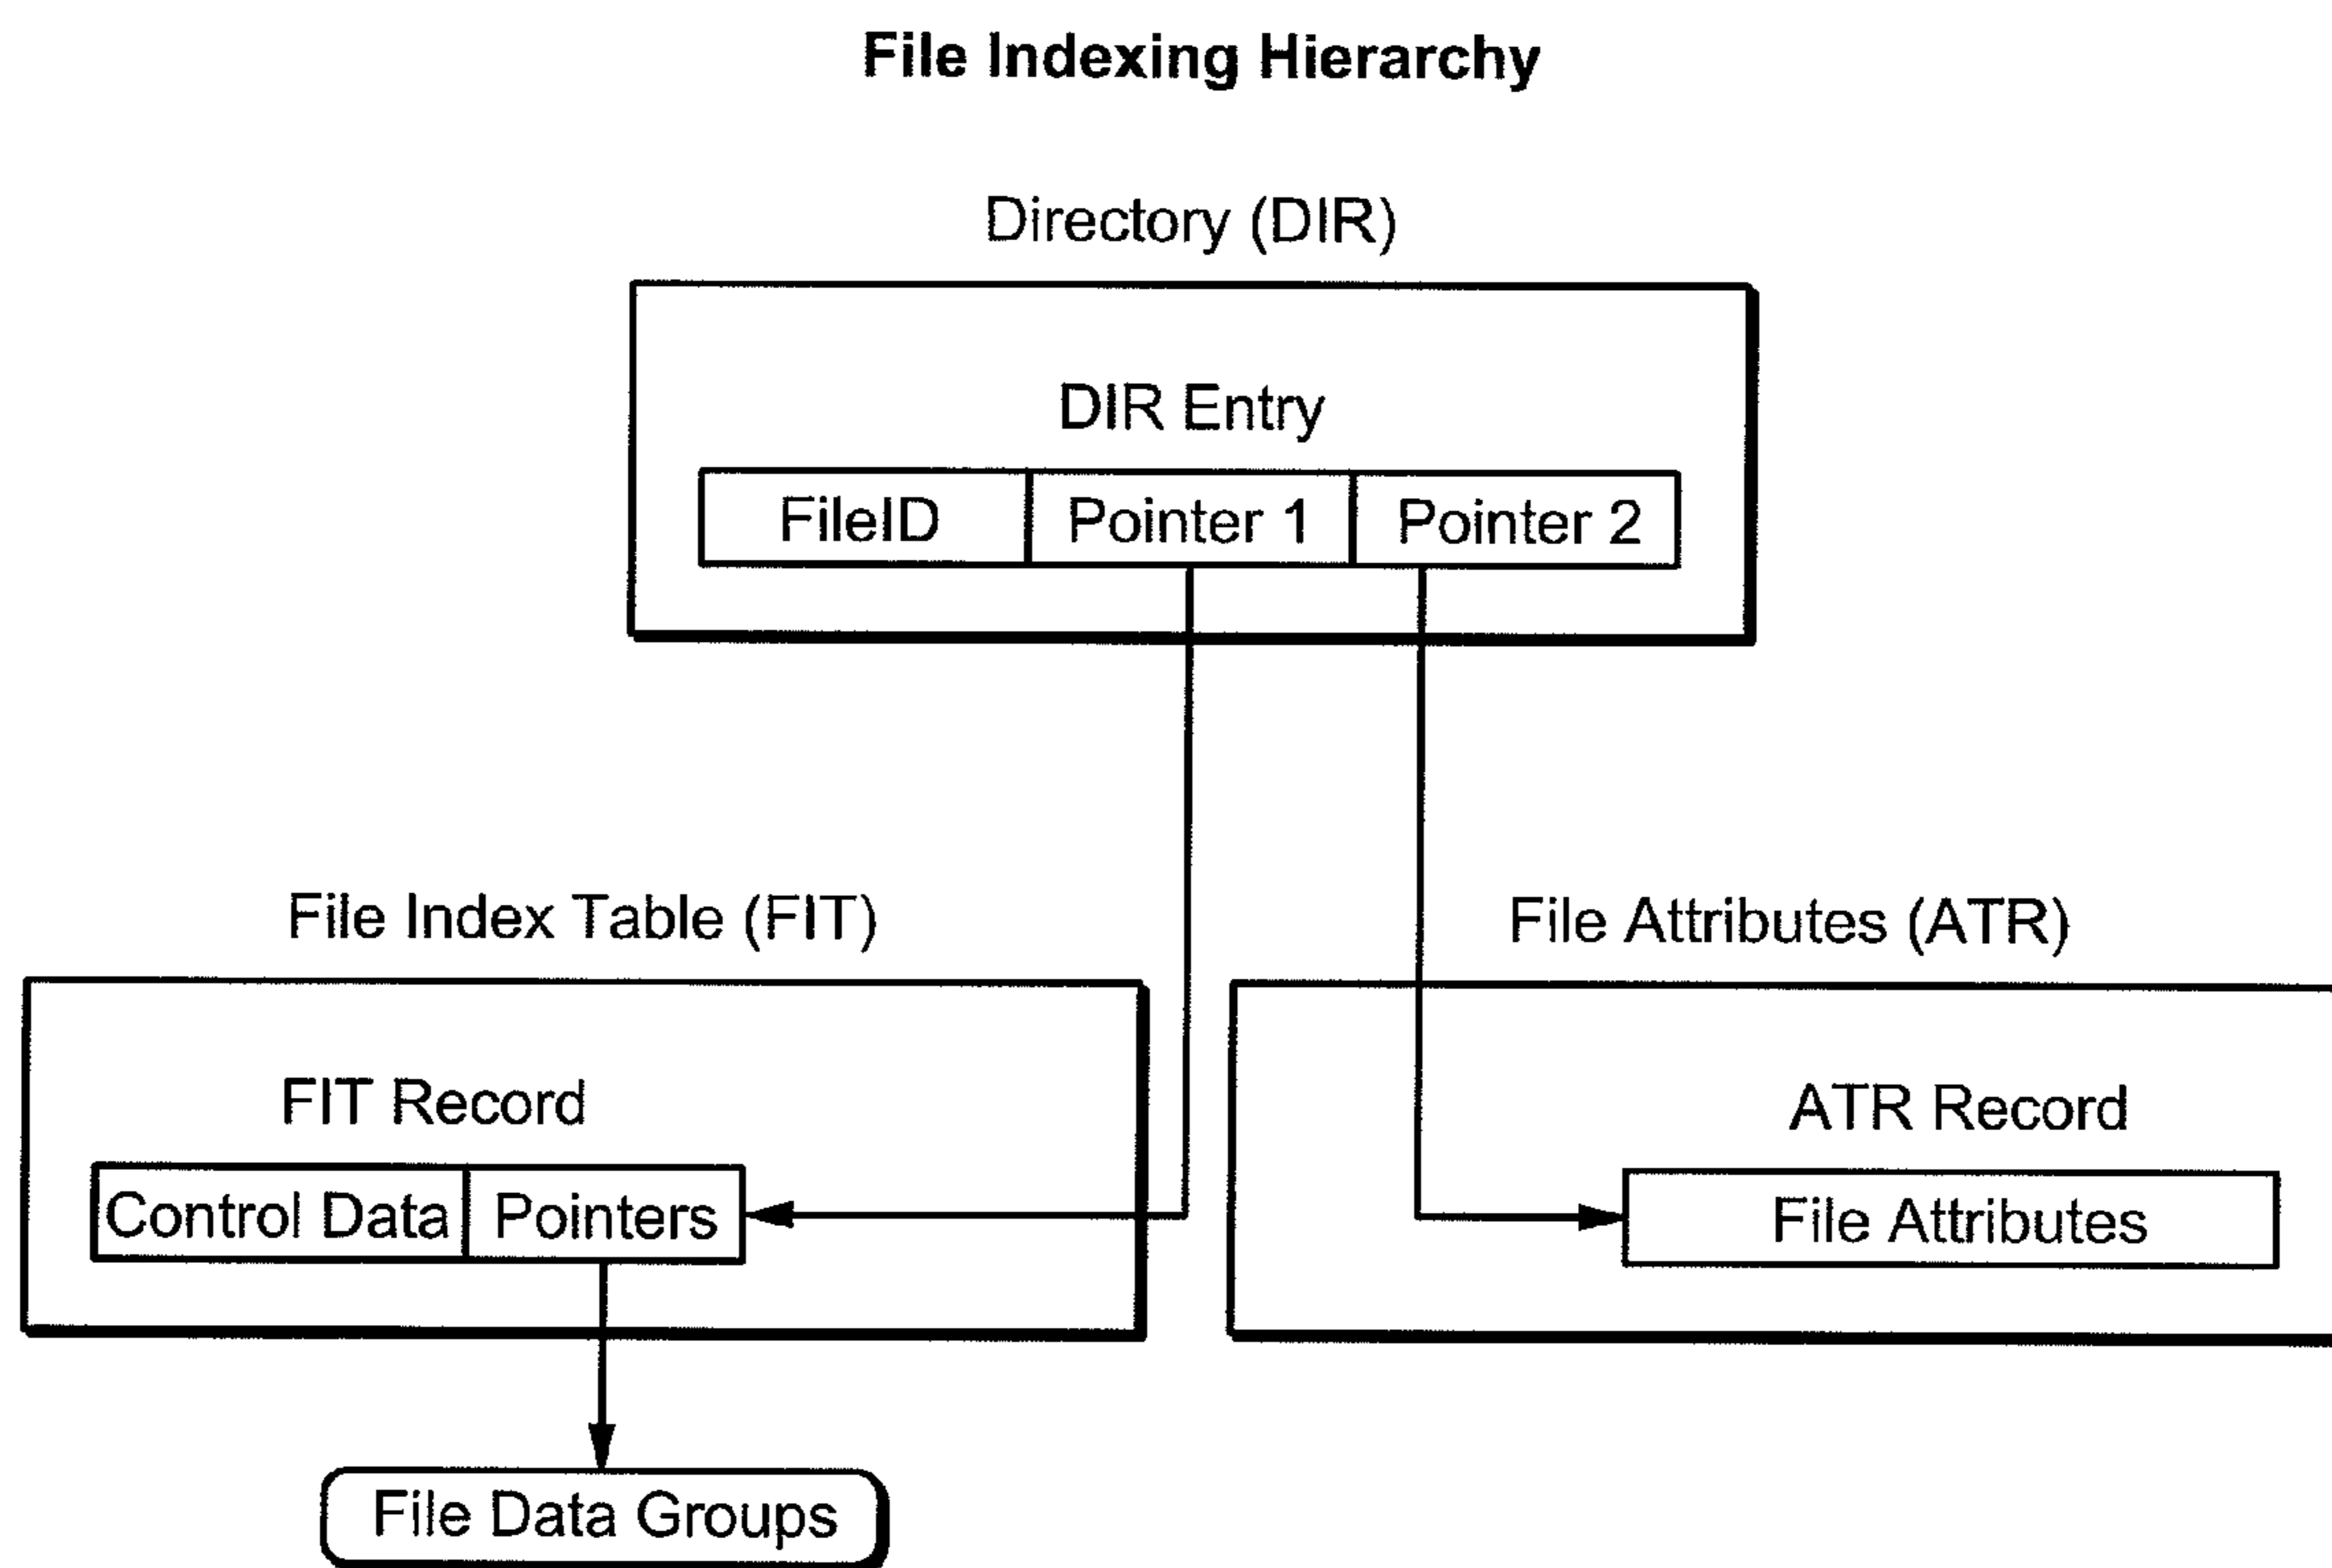 File Indexing Hierarchy
Directory (DIR)
DIR Entry
FileID
Pointer 1
Pointer 2
File Index Table (FIT)
File Attributes (ATR)
FIT Record
ATR Record
Control Data
Pointers
File Attributes
File Data Groups